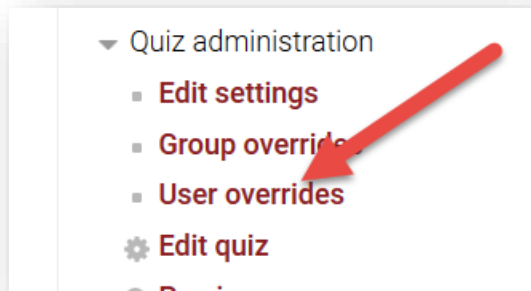 Quiz administration
Edit settings
Group overrides
User overrides
Edit quiz